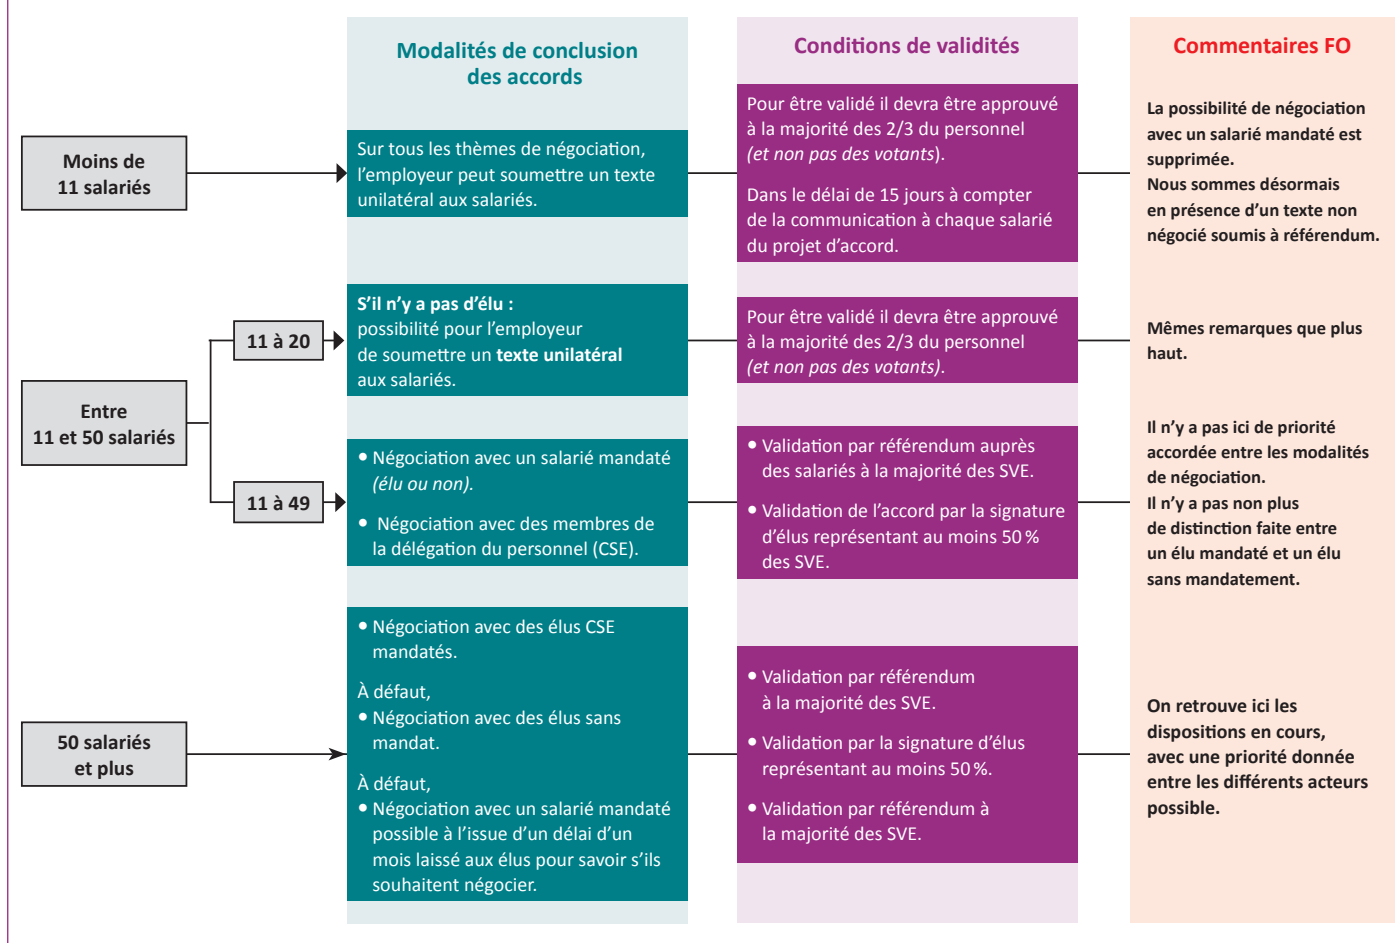 Modalités de conclusion
des accords
Conditions de validités
Commentaires FO
Moins de
11 salariés
Sur tous les thèmes de négociation,
l’employeur peut soumettre un texte
unilatéral aux salariés.
Pour être validé il devra être approuvé
à la majorité des 2/3 du personnel
(et non pas des votants).
Dans le délai de 15 jours à compter
de la communication à chaque salarié
du projet d’accord.
La possibilité de négociation
avec un salarié mandaté est
supprimée.
Nous sommes désormais
en présence d’un texte non
négocié soumis à référendum.
Entre
11 et 50 salariés
11 à 20
S’il n’y a pas d’élu :
possibilité pour l’employeur
de soumettre un texte unilatéral
aux salariés.
Pour être validé il devra être approuvé
à la majorité des 2/3 du personnel
(et non pas des votants).
Mêmes remarques que plus
haut.
11 à 49
• Négociation avec un salarié mandaté
(élu ou non).
• Négociation avec des membres de
la délégation du personnel (CSE).
• Validation par référendum auprès
des salariés à la majorité des SVE.
• Validation de l’accord par la signature
d’élus représentant au moins 50 %
des SVE.
Il n’y a pas ici de priorité
accordée entre les modalités
de négociation.
Il n’y a pas non plus
de distinction faite entre
un élu mandaté et un élu
sans mandatement.
50 salariés
et plus
• Négociation avec des élus CSE
mandatés.
À défaut,
• Négociation avec des élus sans
mandat.
À défaut,
• Négociation avec un salarié mandaté
possible à l’issue d’un délai d’un
mois laissé aux élus pour savoir s’ils
souhaitent négocier.
• Validation par référendum
à la majorité des SVE.
• Validation par la signature d’élus
représentant au moins 50 %.
• Validation par référendum à
la majorité des SVE.
On retrouve ici les
dispositions en cours,
avec une priorité donnée
entre les différents acteurs
possible.